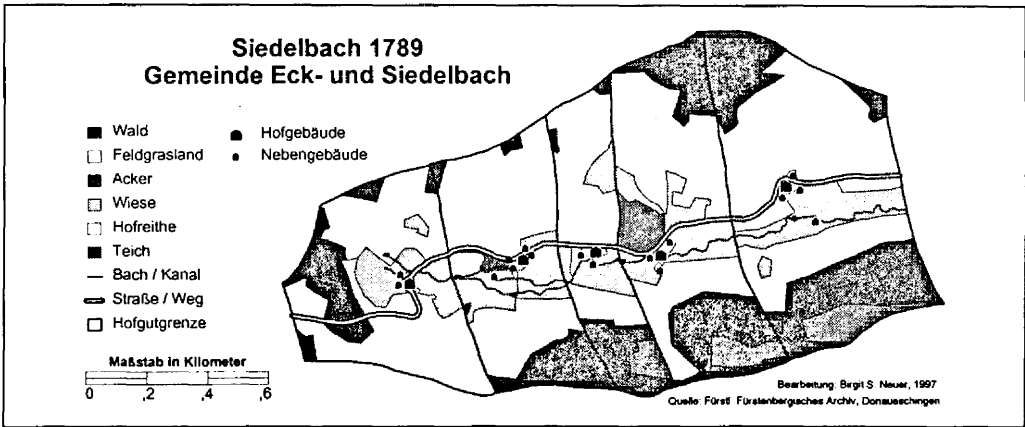 Siedelbach 1789
Gemeinde Eck- und Siedelbach
Wald
Feldgrasland
Acker
Wiese
Hofreithe
Teich
Bach / Kanal
Straße / Weg
Hofgutgrenze
Hofgebäude
Nebengebäude
Maßstab in Kilometer
0 ,2 ,4 ,6
Bearbeitung: Birgit S. Neuer, 1997
Quelle: Fürstl. Fürstenbergisches Archiv, Donaueschingen